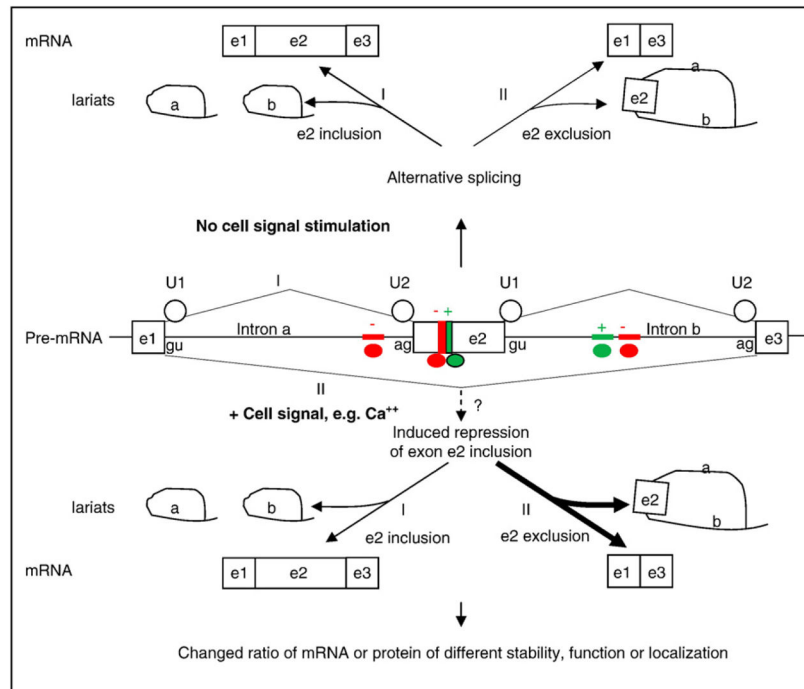 mRNA
e1 e2 e3
e1 e3
lariats
a
b
I
II
e2 a
b
e2 inclusion
e2 exclusion
Alternative splicing
No cell signal stimulation
U1 I U2 U1 U2
- - + + -
Pre-mRNA
e1 Intron a e2 Intron b e3
gu ag gu ag
II
?
+ Cell signal, e.g. Ca++
Induced repression
of exon e2 inclusion
lariats
a
b
I
II
e2 a
b
e2 inclusion
e2 exclusion
mRNA
e1 e2 e3
e1 e3
Changed ratio of mRNA or protein of different stability, function or localization